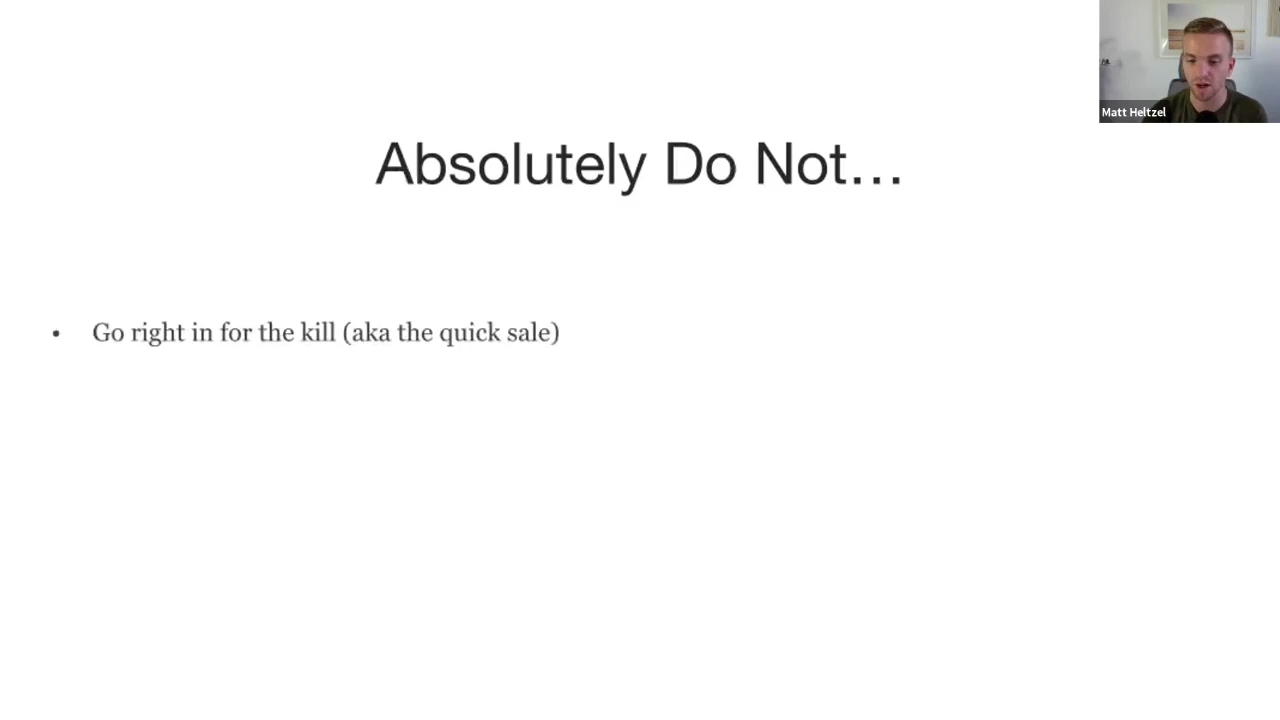 Matt Heltzel
Absolutely Do Not…
• Go right in for the kill (aka the quick sale)